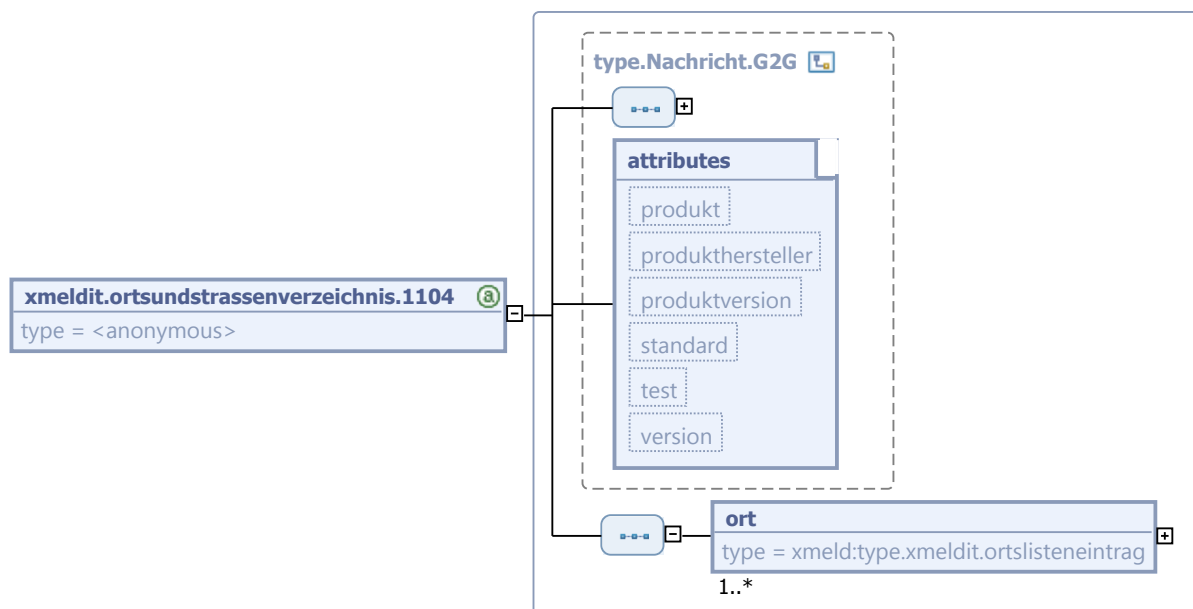 type.Nachricht.G2G
attributes
produkt
produkthersteller
produktversion
standard
test
version
xmeldit.ortsundstrassenverzeichnis.1104
type = <anonymous>
ort
type = xmeld:type.xmeldit.ortslisteneintrag
1..*